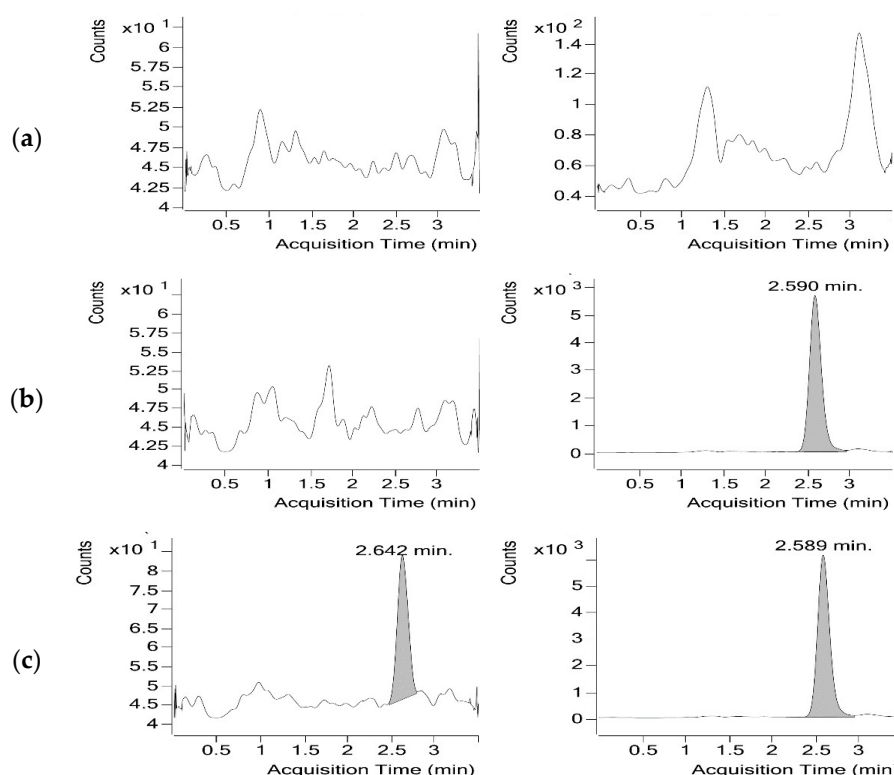 (a)
Counts
x10 1
6
5.75
5.5
5.25
5
4.75
4.5
4.25
4
0.5 1 1.5 2 2.5 3
Acquisition Time (min)
Counts
x10 2
1.4
1.2
1
0.8
0.6
0.4
0.5 1 1.5 2 2.5 3
Acquisition Time (min)
(b)
Counts
x10 1
6
5.75
5.5
5.25
5
4.75
4.5
4.25
4
0.5 1 1.5 2 2.5 3
Acquisition Time (min)
Counts
x10 3
2.590 min.
5
4
3
2
1
0
0.5 1 1.5 2 2.5 3
Acquisition Time (min)
(c)
Counts
x10 1
2.642 min.
8
7.5
7
6.5
6
5.5
5
4.5
4
1 1.5 2 2.5 3
Acquisition Time (min)
Counts
x10 3
2.589 min.
5
4
3
2
1
0
0.5 1 1.5 2 2.5 3
Acquisition Time (min)